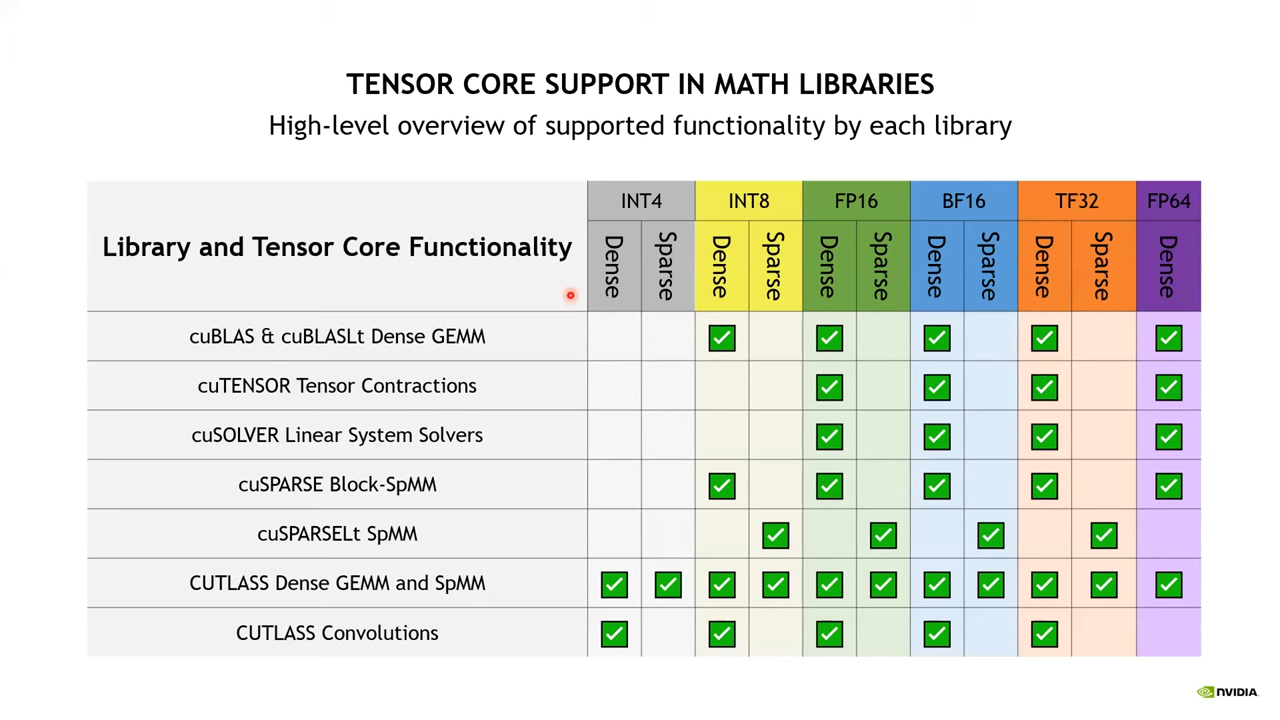 TENSOR CORE SUPPORT IN MATH LIBRARIES
High-level overview of supported functionality by each library
Library and Tensor Core Functionality
INT4 INT8 FP16 BF16 TF32 FP64
Dense Sparse Dense Sparse Dense Sparse Dense Sparse Dense Sparse Dense
cuBLAS & cuBLASLt Dense GEMM
cuTENSOR Tensor Contractions
cuSOLVER Linear System Solvers
cuSPARSE Block-SpMM
cuSPARSELt SpMM
CUTLASS Dense GEMM and SpMM
CUTLASS Convolutions
NVIDIA.